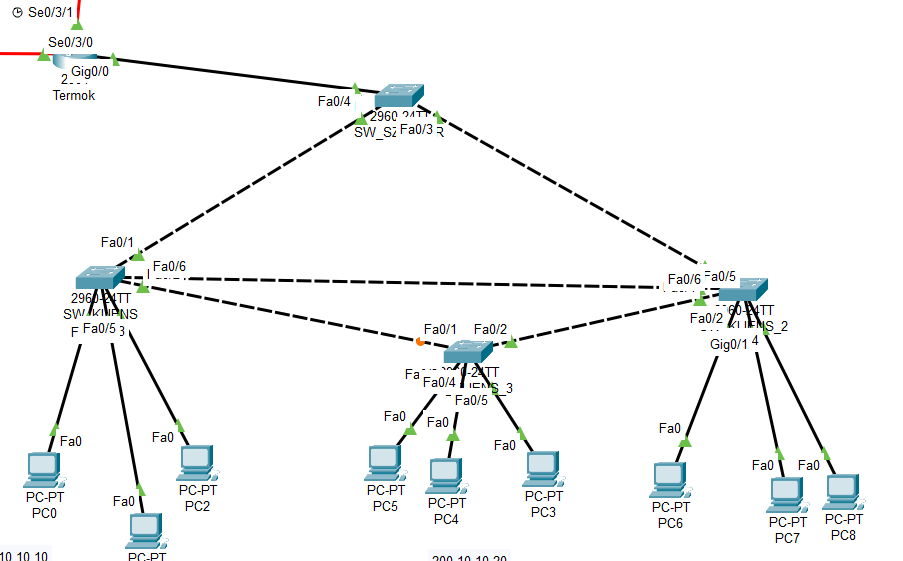 Se0/3/1
Se0/3/0
Gig0/0
Termok
Fa0/4
2960-24TT
Fa0/3
Fa0/1
Fa0/6
2960-24TT
Fa0/5
Fa0/6
Fa0/5
Fa0/2
Gig0/1
4
Fa0/1
Fa0/2
Fa0/4
Fa0/5
Fa0
PC-PT
PC0
Fa0
PC-PT
Fa0
PC-PT
PC2
Fa0
PC-PT
PC5
Fa0
PC-PT
PC4
Fa0
PC-PT
PC3
Fa0
PC-PT
PC6
Fa0
PC-PT
PC7
Fa0
PC-PT
PC8